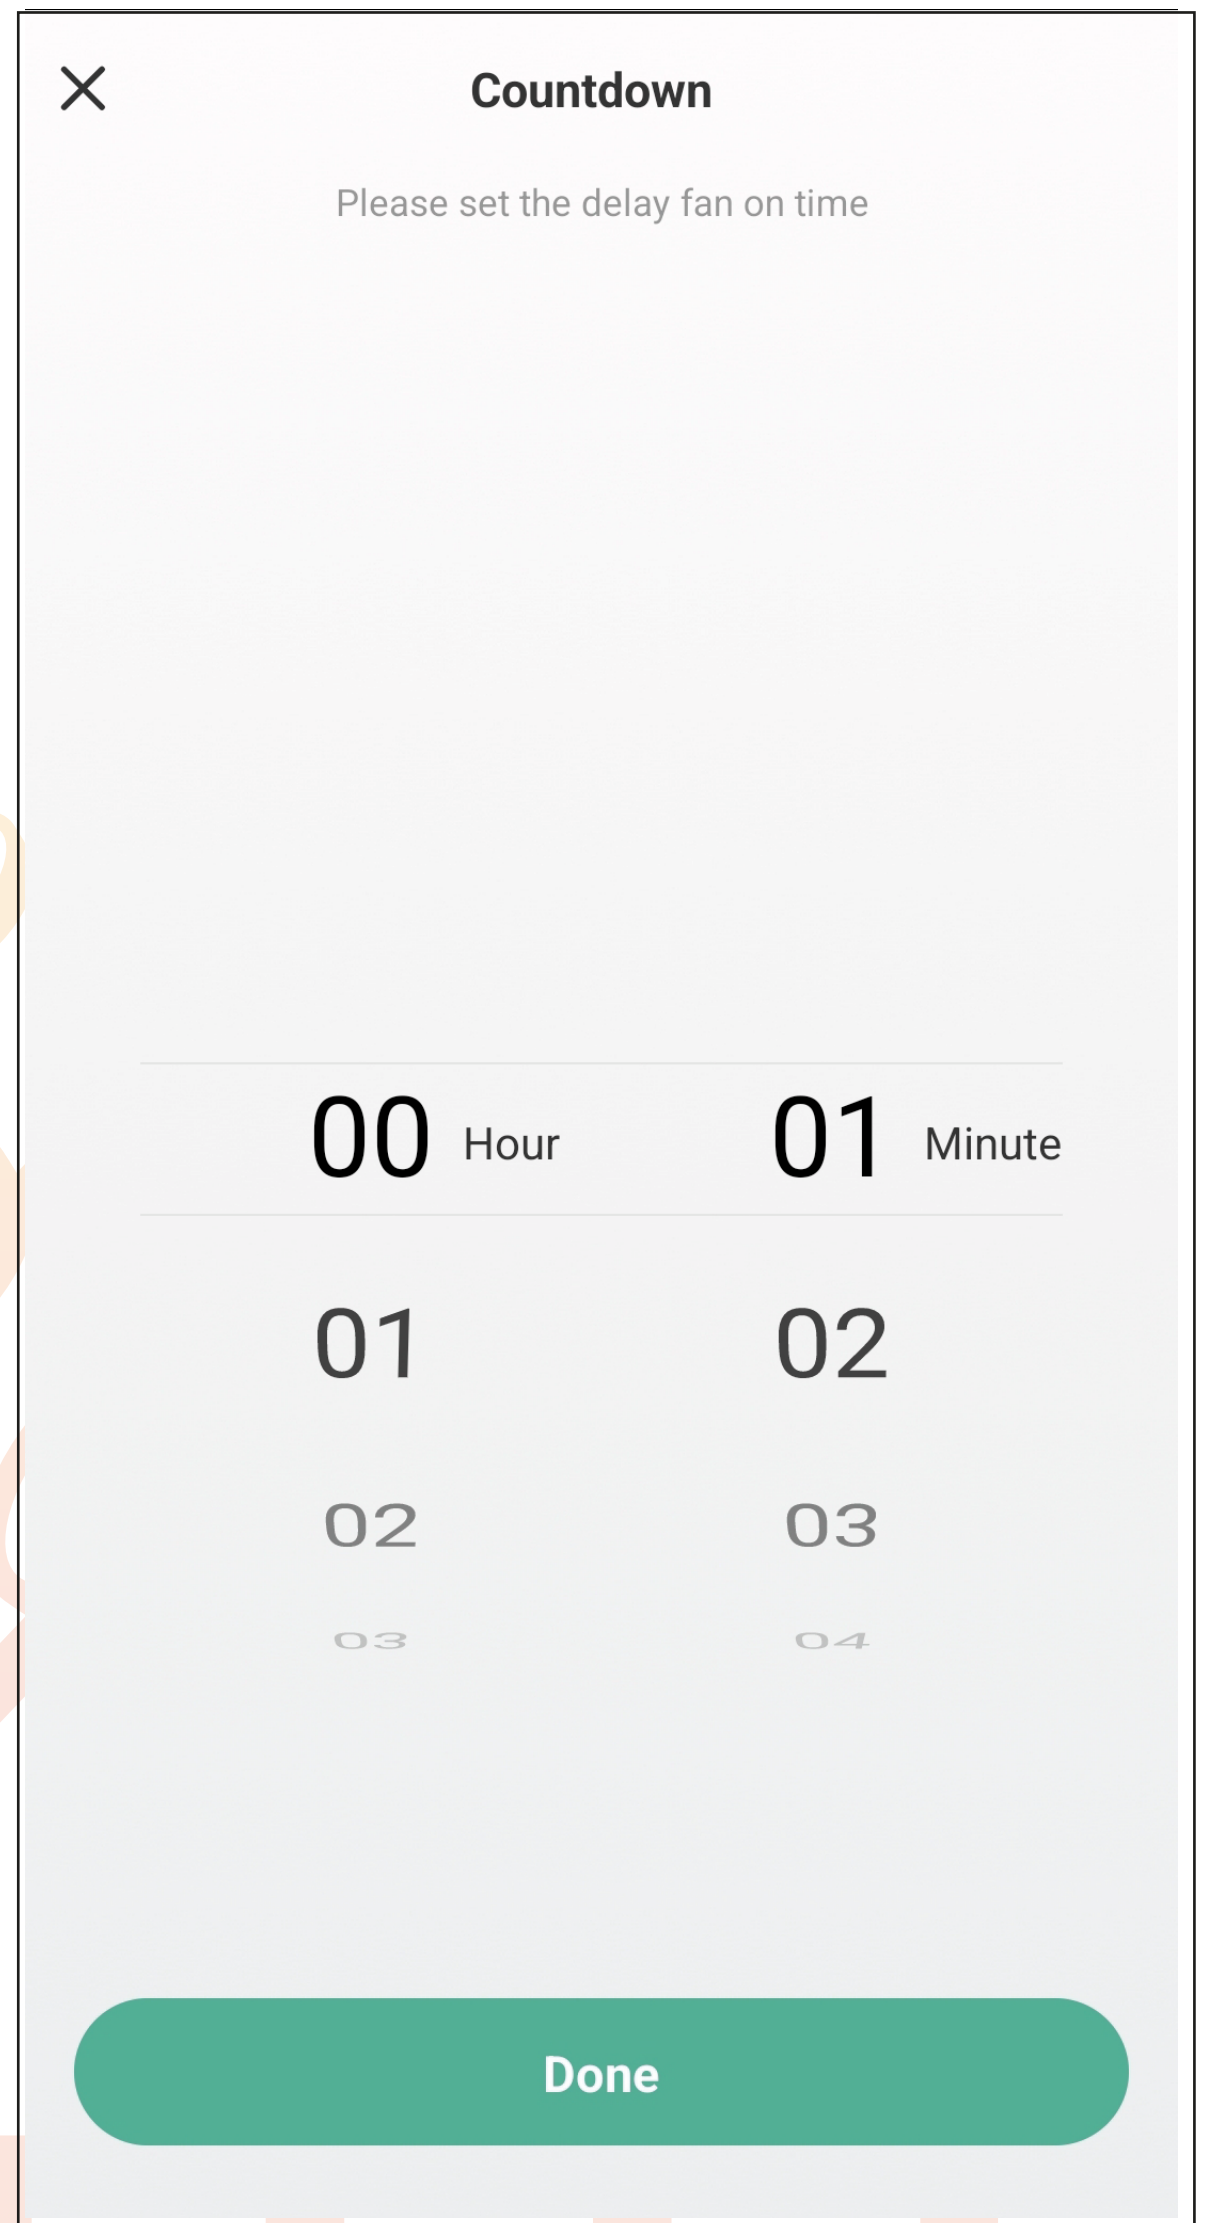 Countdown
Please set the delay fan on time
00 Hour 01 Minute
01 02
02 03
03 04
Done